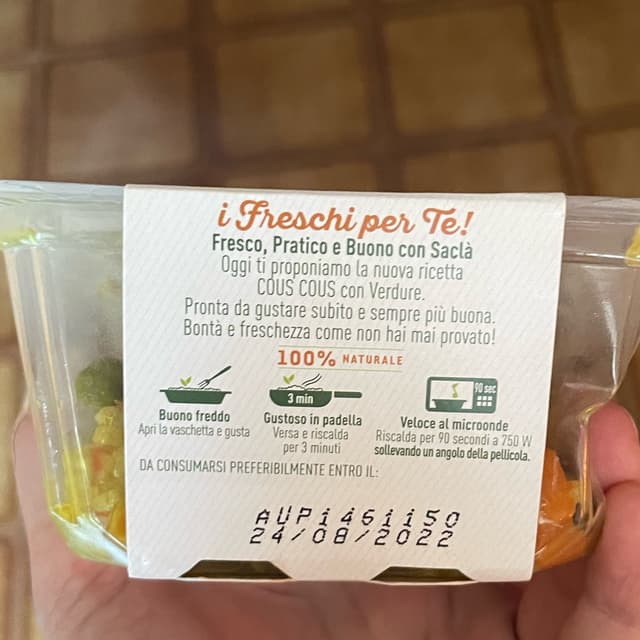 i Freschi per Te!
Fresco, Pratico e Buono con Saclà
Oggi ti proponiamo la nuova ricetta
COUS COUS con Verdure.
Pronta da gustare subito e sempre più buona.
Bontà e freschezza come non hai mai provato!
100% NATURALE
Buono freddo
Apri la vaschetta e gusta
3 min
Gustoso in padella
Versa e riscalda
per 3 minuti
90 sec
Veloce al microonde
Riscalda per 90 secondi a 750 W
sollevando un angolo della pellicola.
DA CONSUMARSI PREFERIBILMENTE ENTRO IL:
AUP1461150
24/08/2022